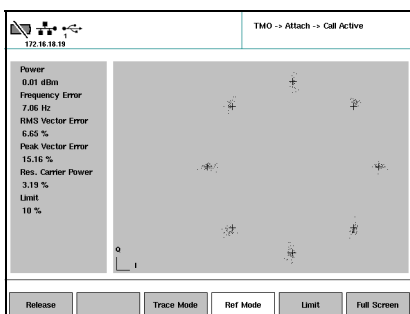 1
172.16.18.19
TMO -> Attach -> Call Active
Power
0.01 dBm
Frequency Error
7.06 Hz
RMS Vector Error
6.65 %
Peak Vector Error
15.16 %
Res. Carrier Power
3.19 %
Limit
10 %
Q
I
Release
Trace Mode
Ref Mode
Limit
Full Screen